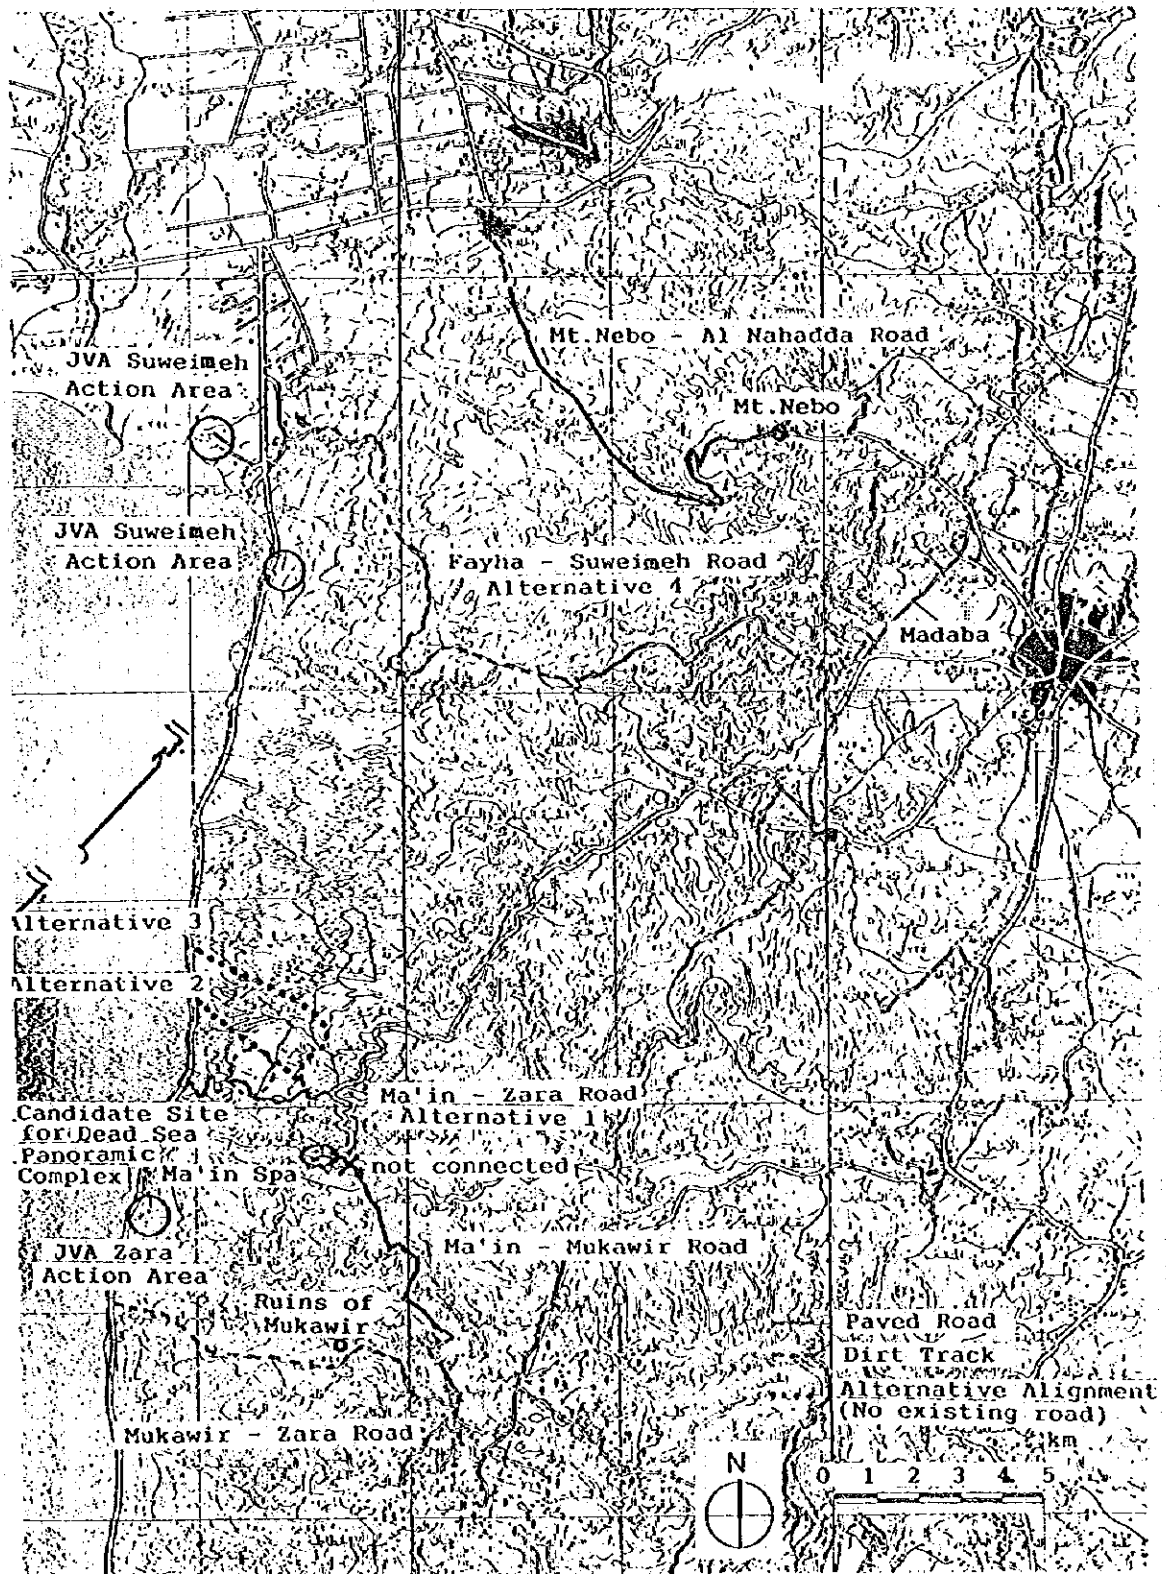 Mt.Nebo - Al Nahadda Road
JVA Suweimeh
Action Area
Mt.Nebo
JVA Suweimeh
Action Area
Fayha - Suweimeh Road
Alternative 4
Madaba
Alternative 3
Alternative 2
Ma'in - Zara Road
Alternative 1
Candidate Site
for Dead Sea
Panoramic
Complex
Ma'in Spa
not connected
JVA Zara
Action Area
Ma'in - Mukawir Road
Ruins of
Mukawir
Mukawir - Zara Road
Paved Road
Dirt Track
Alternative Alignment
(No existing road)
km
N
0 1 2 3 4 5